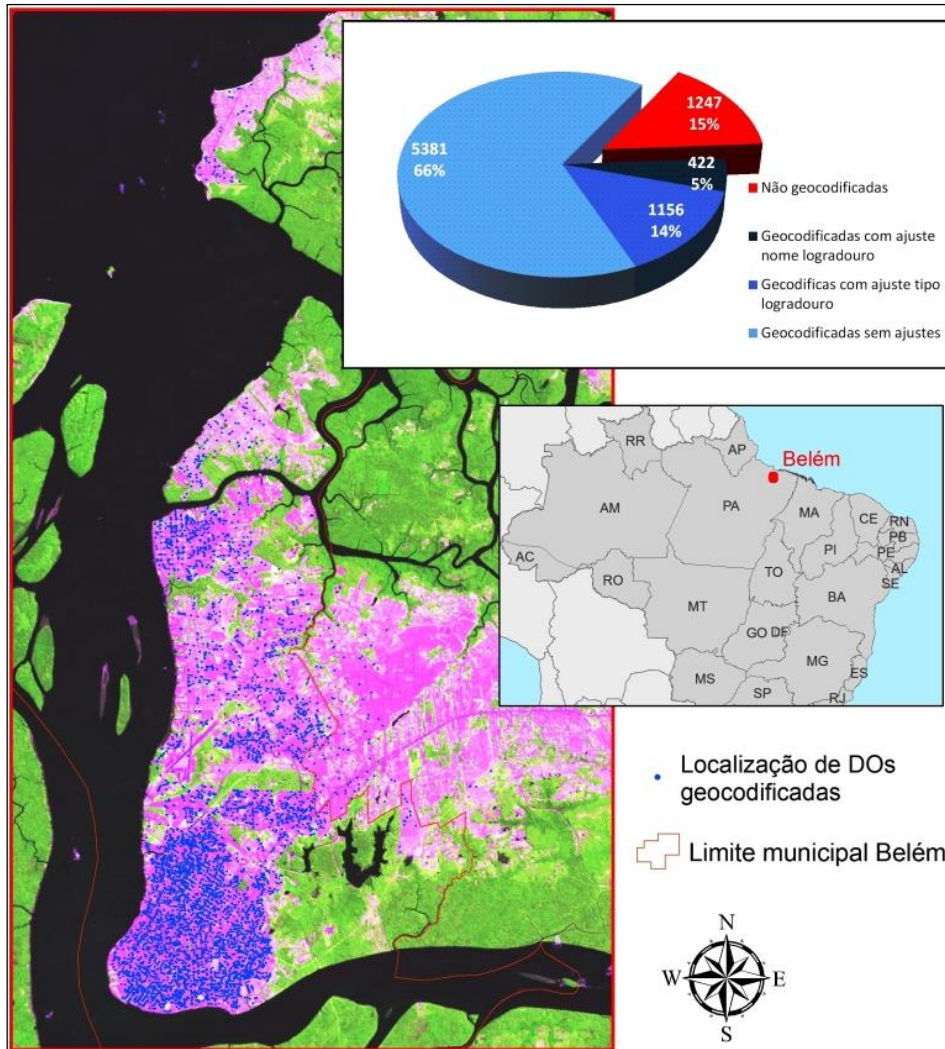 1247
15%
5381
66%
422
5%
1156
14%
Não geocodificadas
Geocodificadas com ajuste
nome logradouro
Gecodificas com ajuste tipo
logradouro
Geocodificadas sem ajustes
RR
AP
Belém
AM
PA
MA
CE
RN
PB
PE
AL
SE
PI
AC
TO
RO
BA
MT
GO
DF
MG
ES
MS
SP
RJ
Localização de DOs
geocodificadas
Limite municipal Belém
N
W
E
S